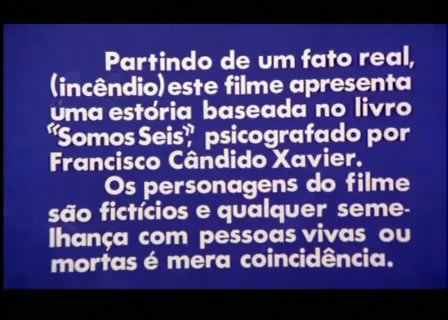 Partindo de um fato real,
(incêndio) este filme apresenta
uma estória baseada no livro
"Somos Seis", psicografado por
Francisco Cândido Xavier.
Os personagens do filme
são fictícios e qualquer seme-
lhança com pessoas vivas ou
mortas é mera coincidência.